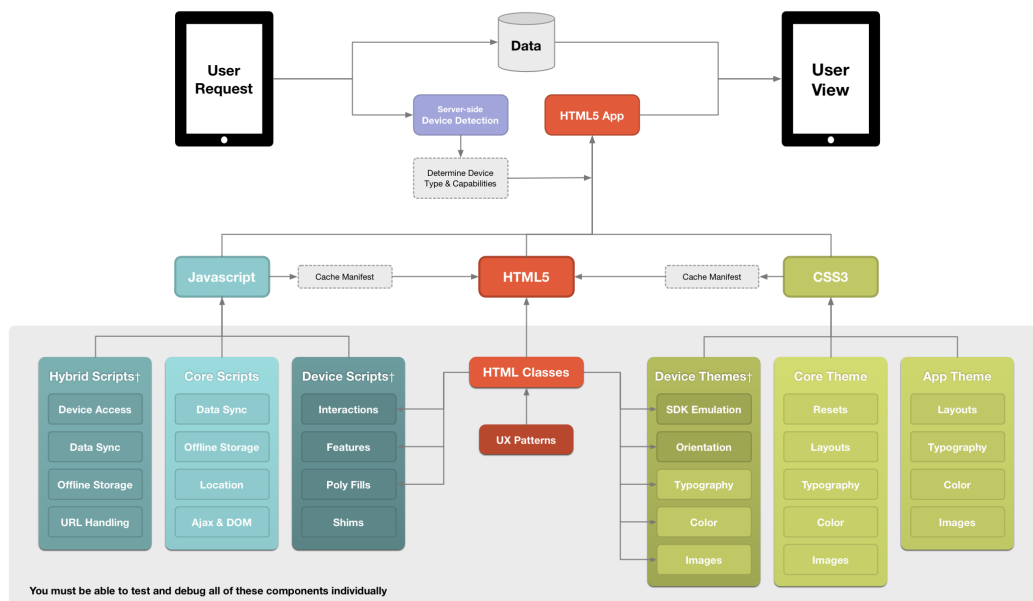 User
Request
Data
User
View
Server-side
Device Detection
HTML5 App
Determine Device
Type & Capabilities
Javascript
Cache Manifest
HTML5
Cache Manifest
CSS3
Hybrid Scripts†
Device Access
Data Sync
Offline Storage
URL Handling
Core Scripts
Data Sync
Offline Storage
Location
Ajax & DOM
Device Scripts†
Interactions
Features
Poly Fills
Shims
HTML Classes
UX Patterns
Device Themes†
SDK Emulation
Orientation
Typography
Color
Images
Core Theme
Resets
Layouts
Typography
Color
Images
App Theme
Layouts
Typography
Color
Images
You must be able to test and debug all of these components individually